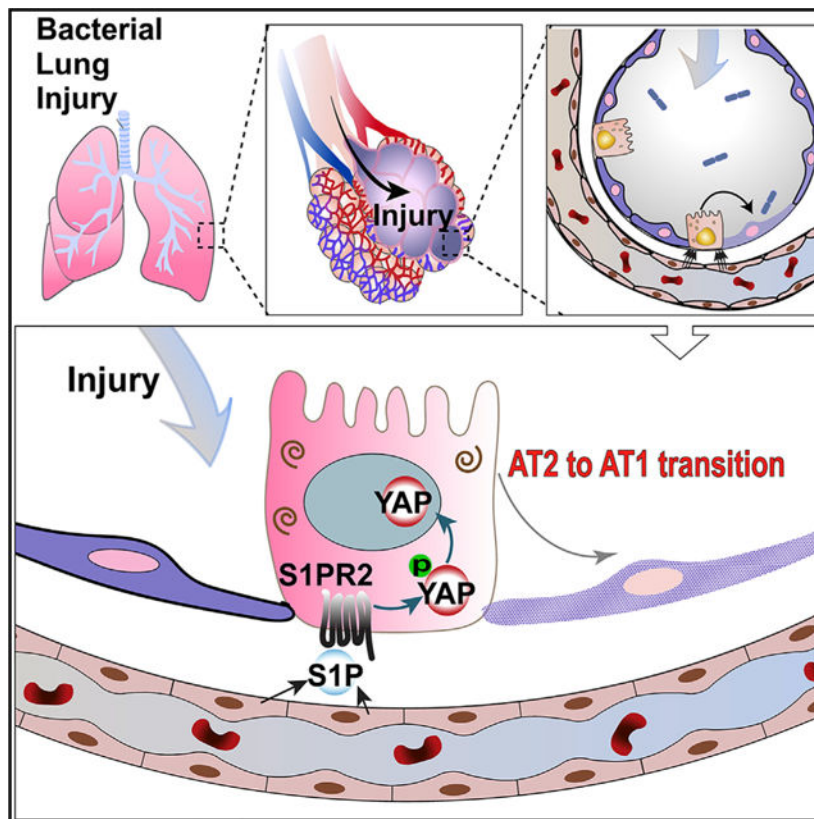 Bacterial
Lung
Injury
Injury
Injury
AT2 to AT1 transition
YAP
S1PR2
p
YAP
S1P